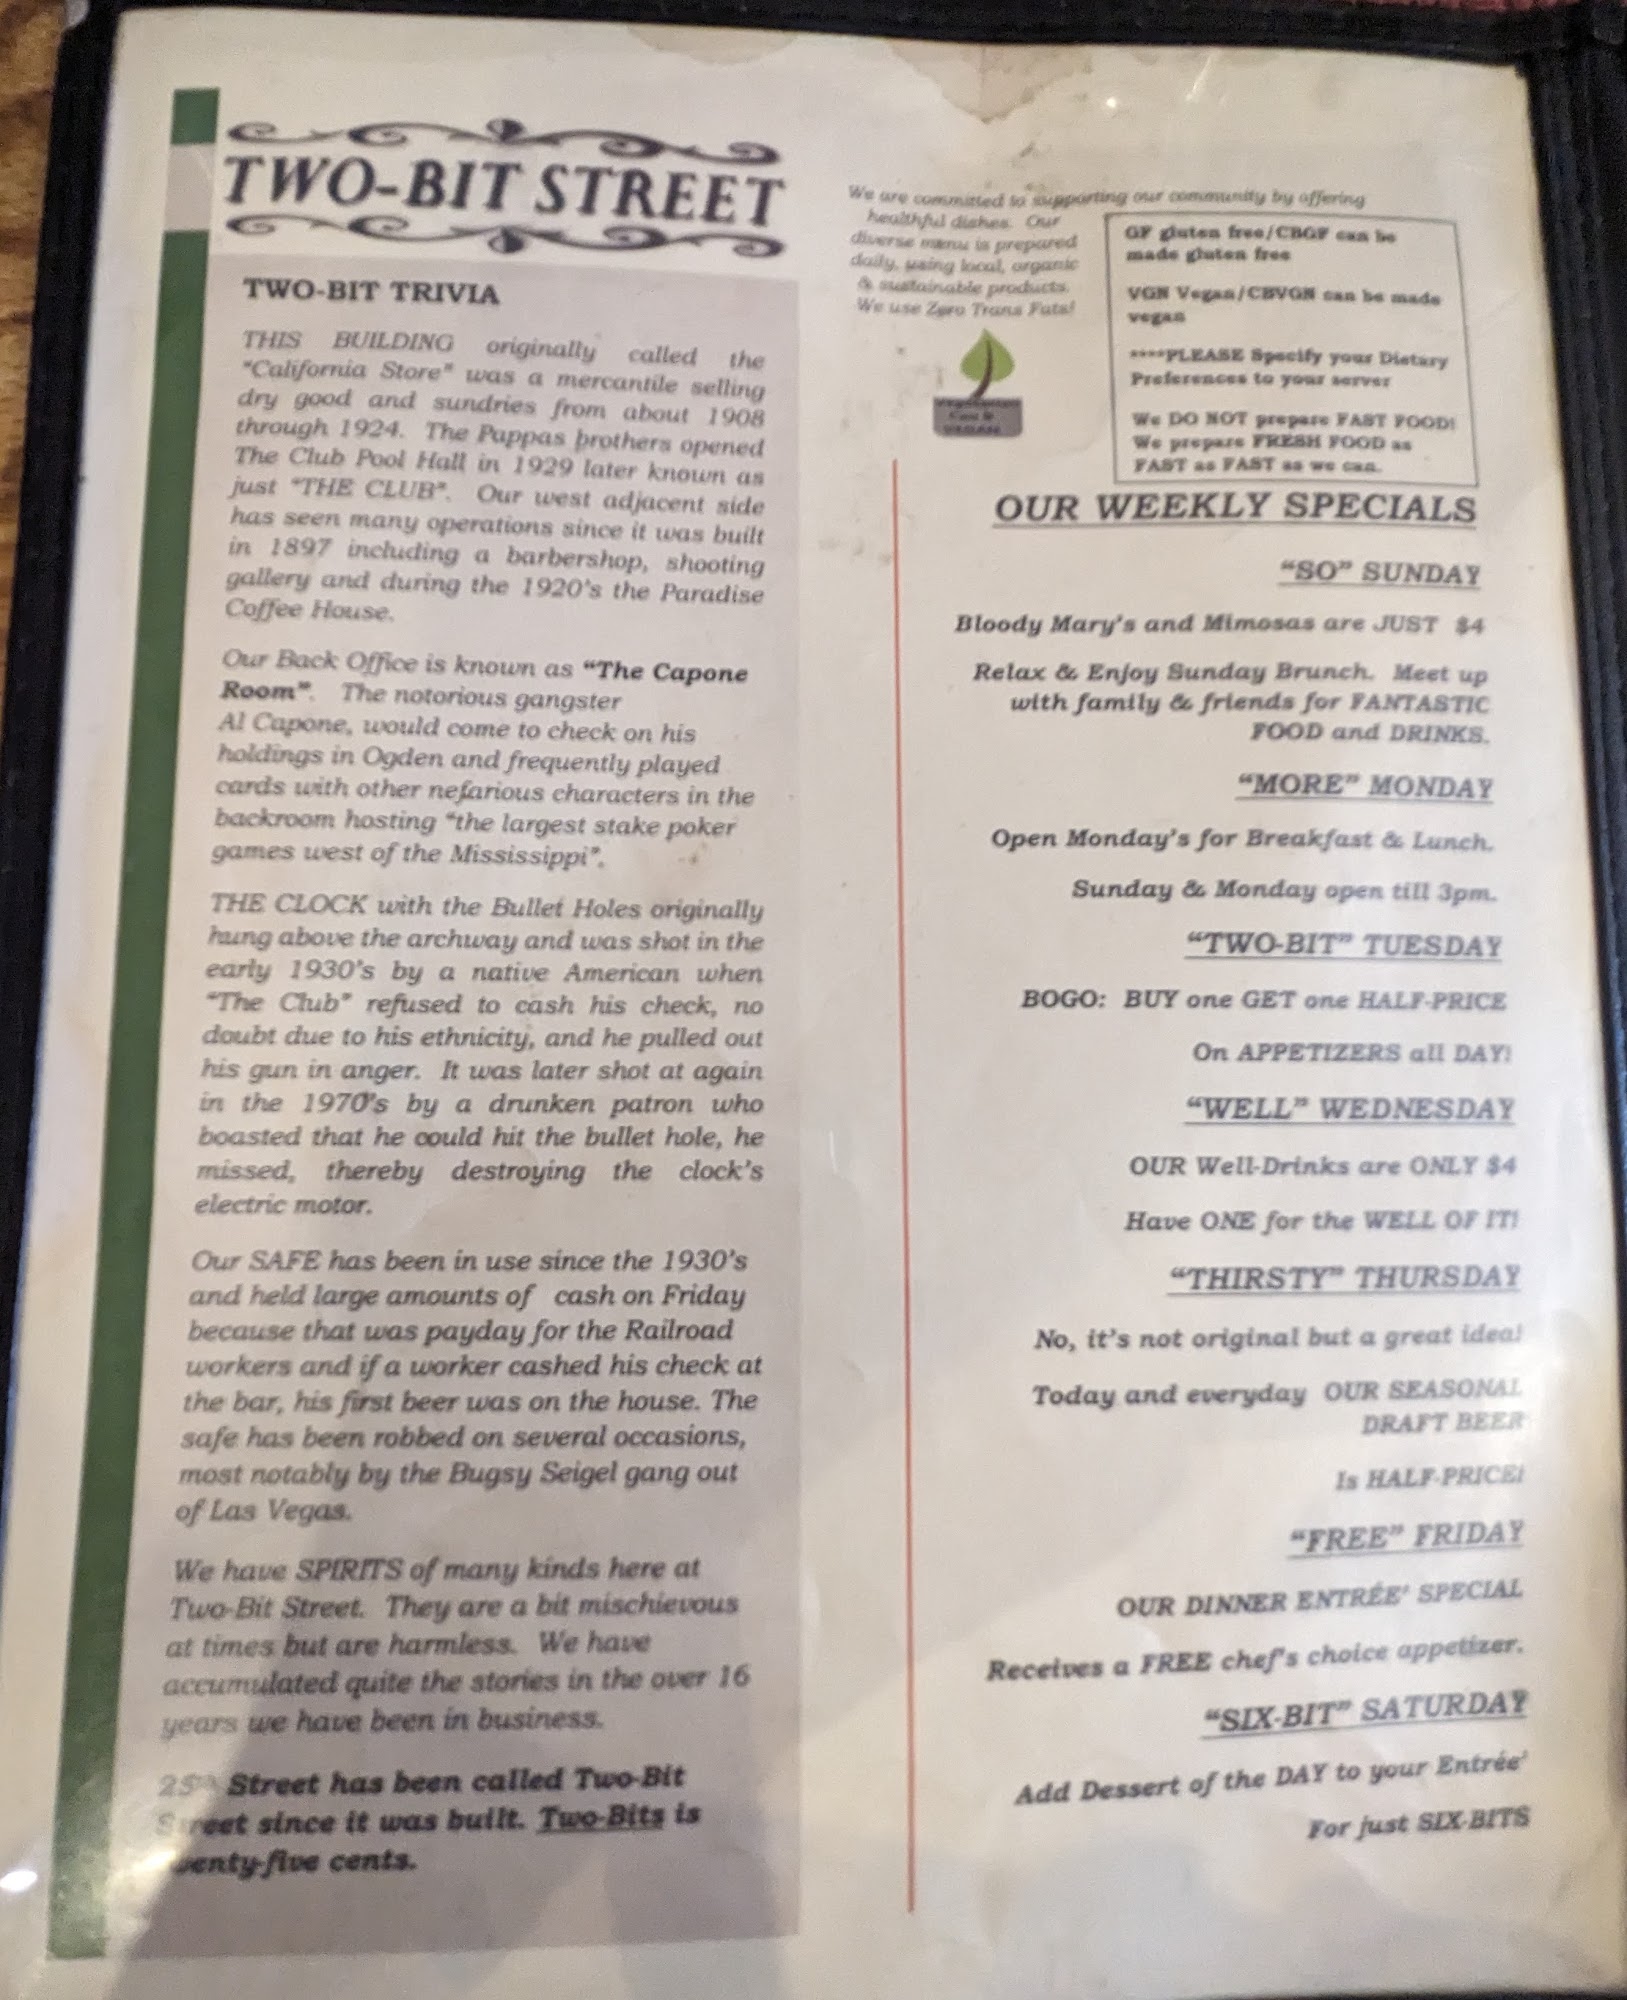 TWO-BIT STREET
TWO-BIT TRIVIA
THIS BUILDING originally called the
"California Store" was a mercantile selling
dry good and sundries from about 1908
through 1924. The Pappas brothers opened
The Club Pool Hall in 1929 later known as
just "THE CLUB". Our west adjacent side
has seen many operations since it was built
in 1897 including a barbershop, shooting
gallery and during the 1920's the Paradise
Coffee House.
Our Back Office is known as "The Capone
Room". The notorious gangster
Al Capone, would come to check on his
holdings in Ogden and frequently played
cards with other nefarious characters in the
backroom hosting "the largest stake poker
games west of the Mississippi".
THE CLOCK with the Bullet Holes originally
hung above the archway and was shot in the
early 1930's by a native American when
"The Club" refused to cash his check, no
doubt due to his ethnicity, and he pulled out
his gun in anger. It was later shot at again
in the 1970's by a drunken patron who
boasted that he could hit the bullet hole, he
missed, thereby destroying the clock's
electric motor.
Our SAFE has been in use since the 1930's
and held large amounts of cash on Friday
because that was payday for the Railroad
workers and if a worker cashed his check at
the bar, his first beer was on the house. The
safe has been robbed on several occasions,
most notably by the Bugsy Seigel gang out
of Las Vegas.
We have SPIRITS of many kinds here at
Two-Bit Street. They are a bit mischievous
at times but are harmless. We have
accumulated quite the stories in the over 16
years we have been in business.
25th Street has been called Two-Bit
Street since it was built. Two-Bits is
twenty-five cents.
We are committed to supporting our community by offering
healthful dishes. Our
diverse menu is prepared
daily, using local, organic
& sustainable products.
We use Zero Trans Fats!
VEGAN
GF gluten free/CBGF can be
made gluten free
VGN Vegan/CBVGN can be made
vegan
****PLEASE Specify your Dietary
Preferences to your server
We DO NOT prepare FAST FOOD!
We prepare FRESH FOOD as
FAST as FAST as we can.
OUR WEEKLY SPECIALS
"SO" SUNDAY
Bloody Mary's and Mimosas are JUST $4
Relax & Enjoy Sunday Brunch. Meet up
with family & friends for FANTASTIC
FOOD and DRINKS.
"MORE" MONDAY
Open Monday's for Breakfast & Lunch.
Sunday & Monday open till 3pm.
"TWO-BIT" TUESDAY
BOGO: BUY one GET one HALF-PRICE
On APPETIZERS all DAY!
"WELL" WEDNESDAY
OUR Well-Drinks are ONLY $4
Have ONE for the WELL OF IT!
"THIRSTY" THURSDAY
No, it's not original but a great idea!
Today and everyday OUR SEASONAL
DRAFT BEER
Is HALF-PRICE!
"FREE" FRIDAY
OUR DINNER ENTRÉE' SPECIAL
Receives a FREE chef's choice appetizer.
"SIX-BIT" SATURDAY
Add Dessert of the DAY to your Entrée'
For just SIX-BITS